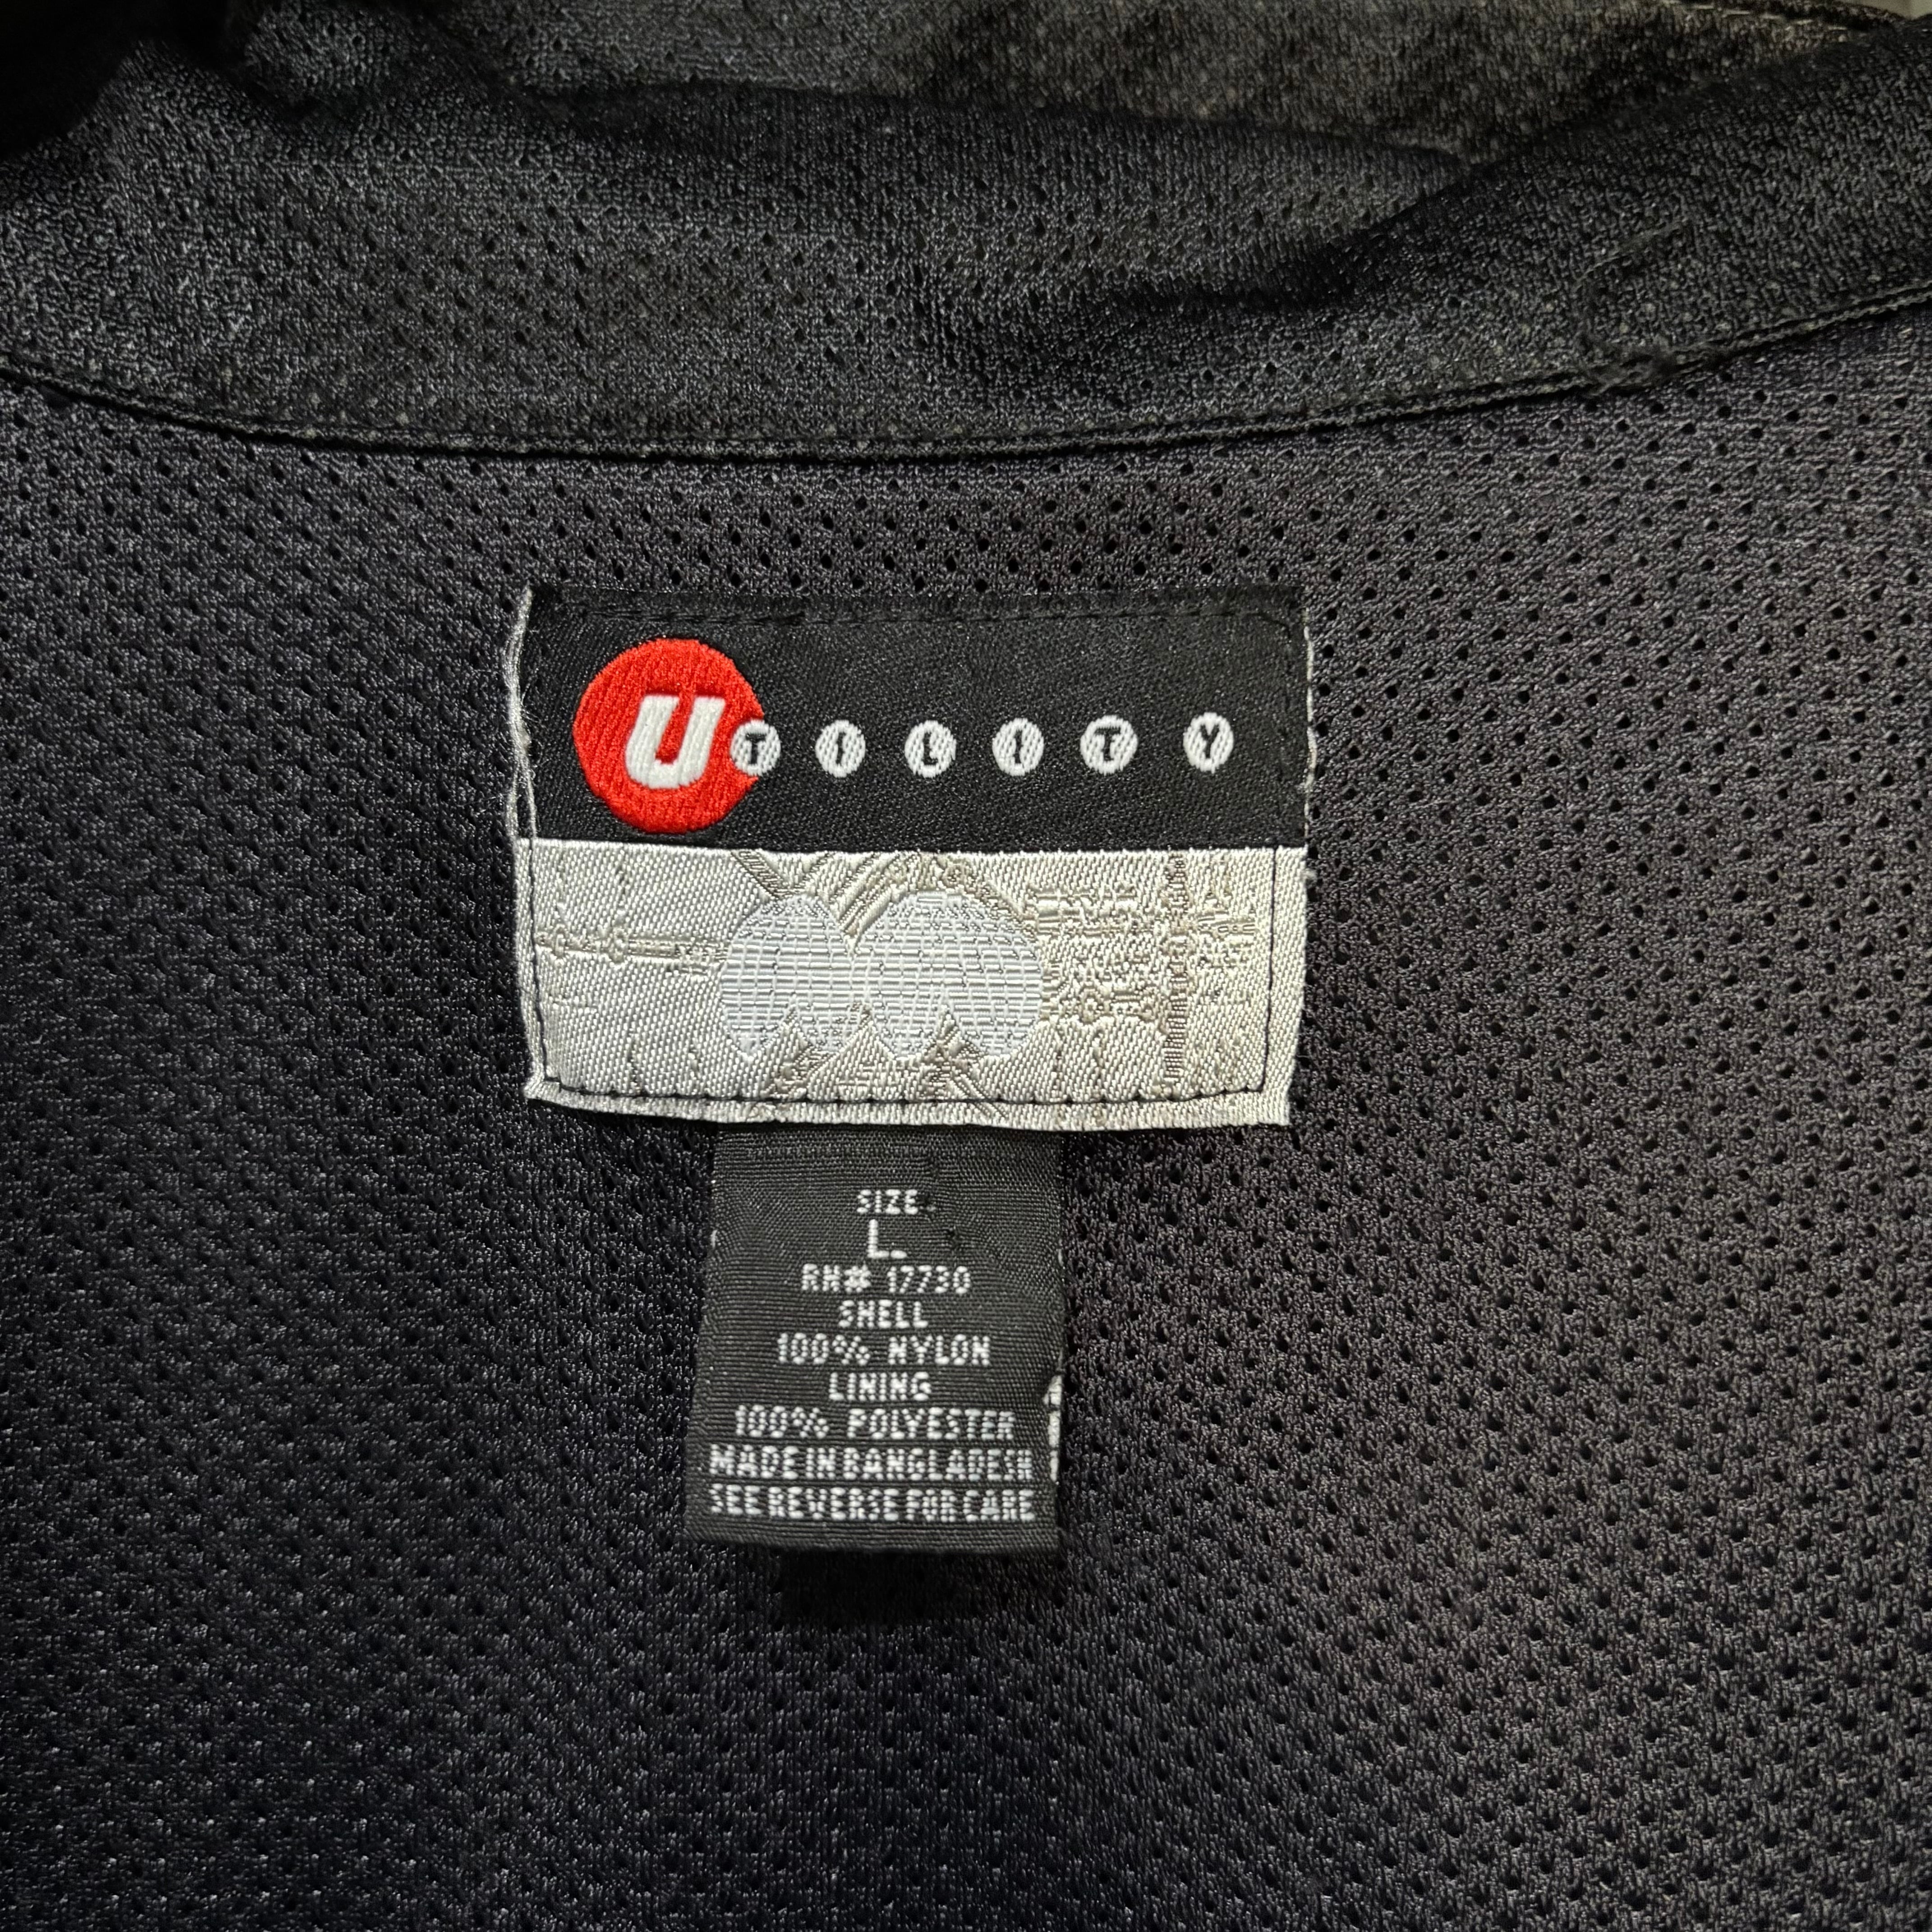 UTILITY
SIZE
L.
RN# 17730
SHELL
100% NYLON
LINING
100% POLYESTER
MADE IN BANGLADESH
SEE REVERSE FOR CARE